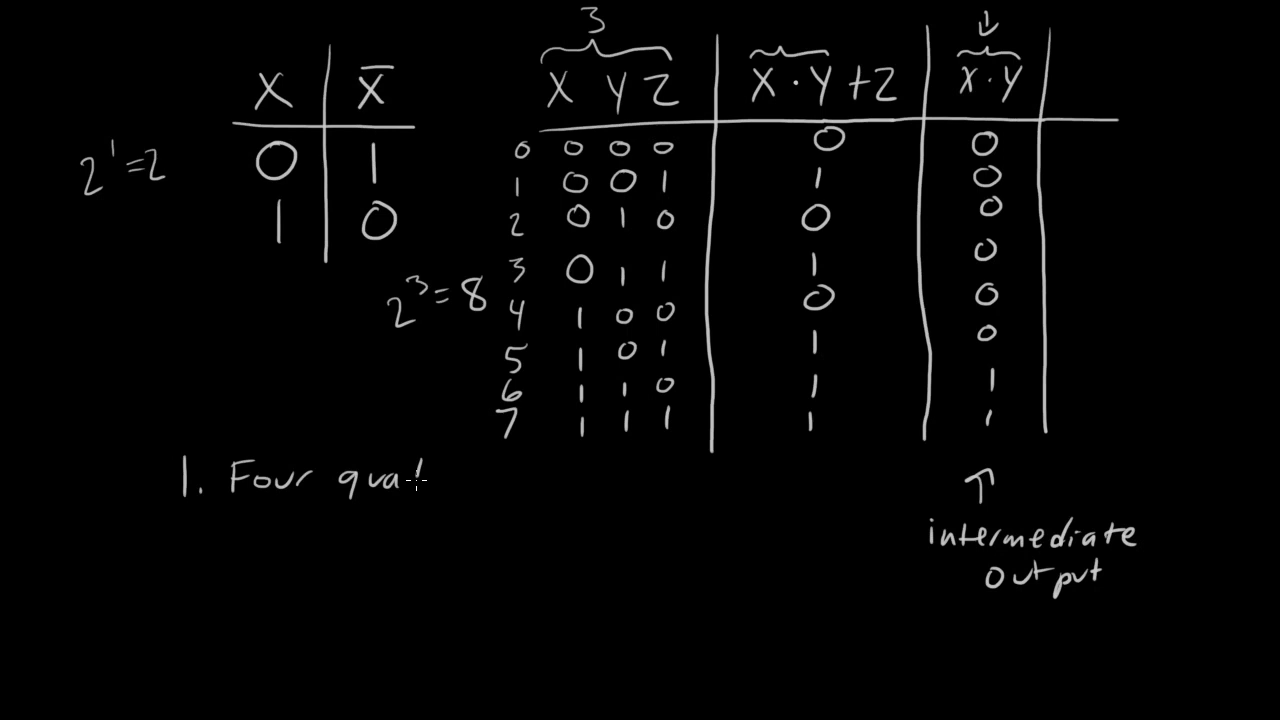 3
X X̅
X Y Z X · Y + Z X · Y
0 0 0 0 0 0
2¹=2 0 1
1 0 0 1 1 0
1 0
2 0 1 0 0 0
3 0 1 1 1 0
2³=8
4 1 0 0 0 0
5 1 0 1 1 0
6 1 1 0 1 1
7 1 1 1 1 1
1. Four quat
intermediate
output